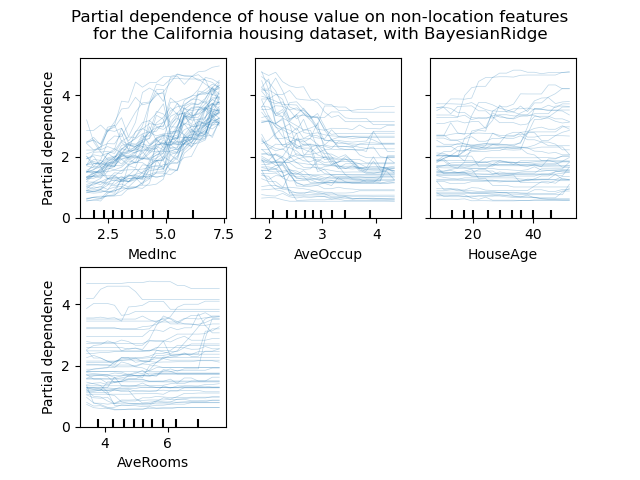 Partial dependence of house value on non-location features
for the California housing dataset, with BayesianRidge
Partial dependence
4
2
0
2.5 5.0 7.5
MedInc
2 3 4
AveOccup
20 40
HouseAge
Partial dependence
4
2
0
4 6
AveRooms